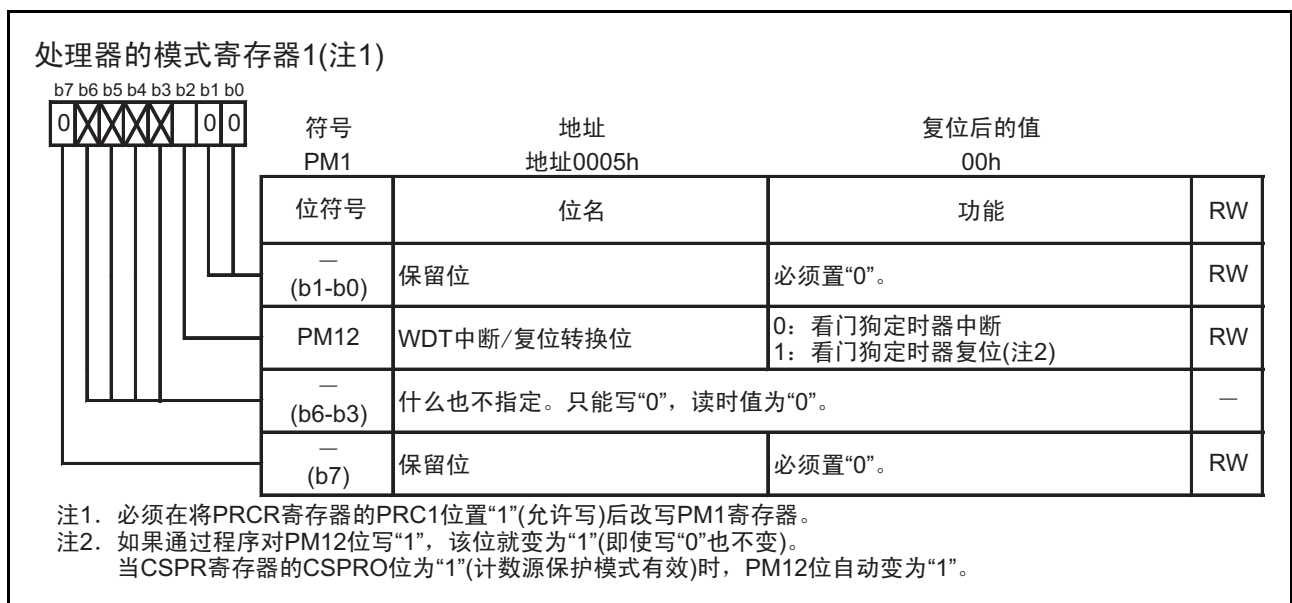 处理器的模式寄存器1(注1)
b7 b6 b5 b4 b3 b2 b1 b0
0 0 0
符号 地址 复位后的值
PM1 地址0005h 00h
位符号 位名 功能 RW
—
(b1-b0) 保留位 必须置“0”。 RW
PM12 WDT中断/复位转换位 0：看门狗定时器中断
1：看门狗定时器复位(注2) RW
—
(b6-b3) 什么也不指定。只能写“0”，读时值为“0”。 —
—
(b7) 保留位 必须置“0”。 RW
注1．必须在将PRCR寄存器的PRC1位置“1”(允许写)后改写PM1寄存器。
注2．如果通过程序对PM12位写“1”，该位就变为“1”(即使写“0”也不变)。
当CSPR寄存器的CSPRO位为“1”(计数源保护模式有效)时，PM12位自动变为“1”。